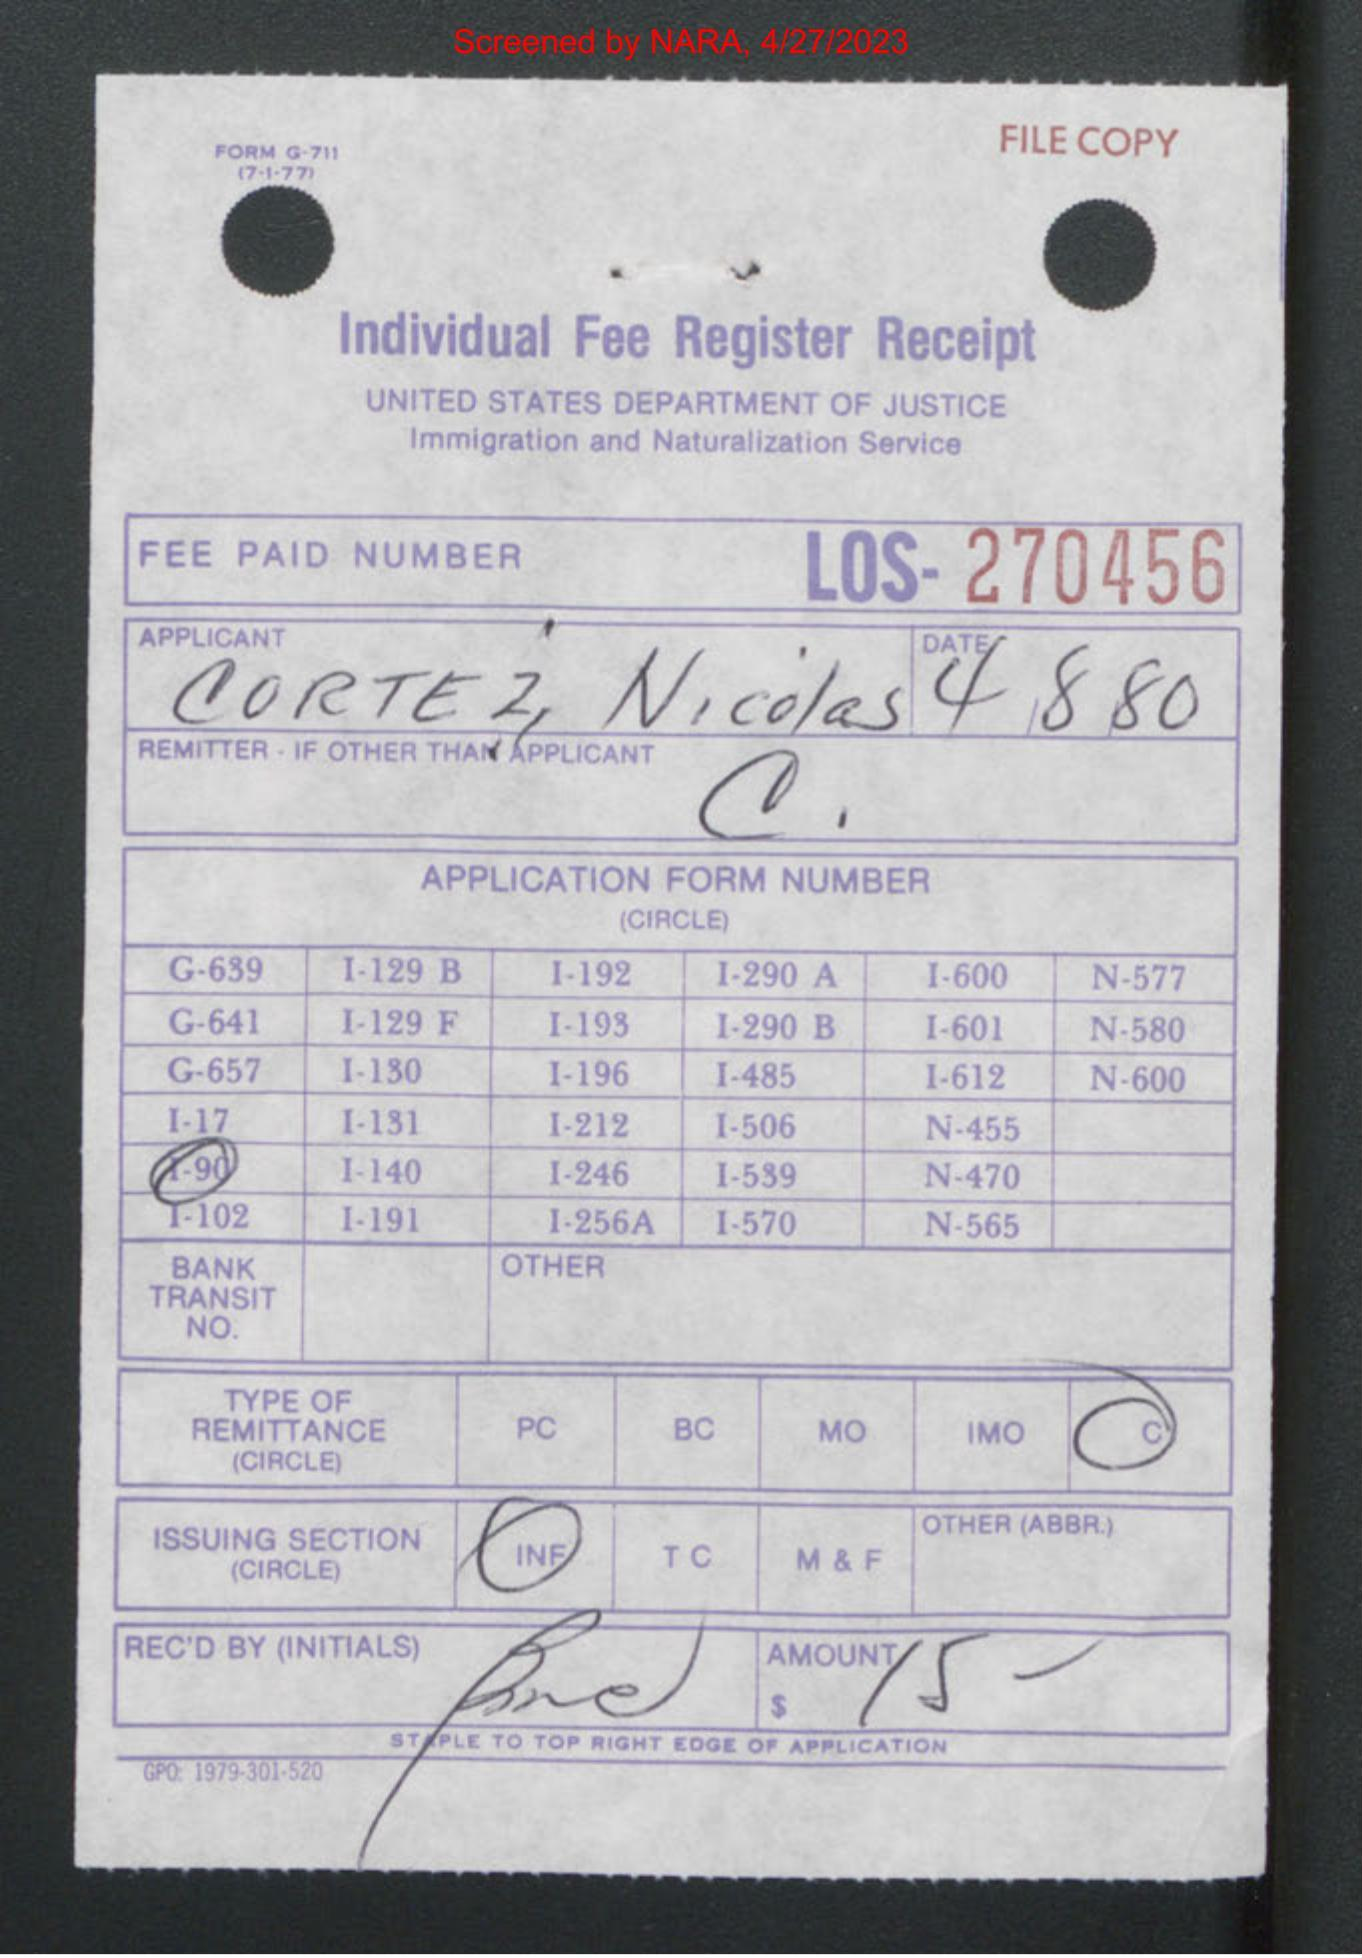 Screened by NARA, 4/27/2023
FORM G-711
(7-1-77)
FILE COPY
Individual Fee Register Receipt
UNITED STATES DEPARTMENT OF JUSTICE
Immigration and Naturalization Service
FEE PAID NUMBER LOS- 270456
APPLICANT DATE
CORTEZ, Nicolas 4 8 80
REMITTER - IF OTHER THAN APPLICANT
C.
APPLICATION FORM NUMBER
(CIRCLE)
G-639 I-129 B I-192 I-290 A I-600 N-577
G-641 I-129 F I-193 I-290 B I-601 N-580
G-657 I-130 I-196 I-485 I-612 N-600
I-17 I-131 I-212 I-506 N-455
I-90 I-140 I-246 I-539 N-470
I-102 I-191 I-256A I-570 N-565
BANK TRANSIT NO. OTHER
TYPE OF REMITTANCE (CIRCLE) PC BC MO IMO C
ISSUING SECTION (CIRCLE) INF T C M & F OTHER (ABBR.)
REC'D BY (INITIALS) AMOUNT
$ 15 -
STAPLE TO TOP RIGHT EDGE OF APPLICATION
GPO: 1979-301-520